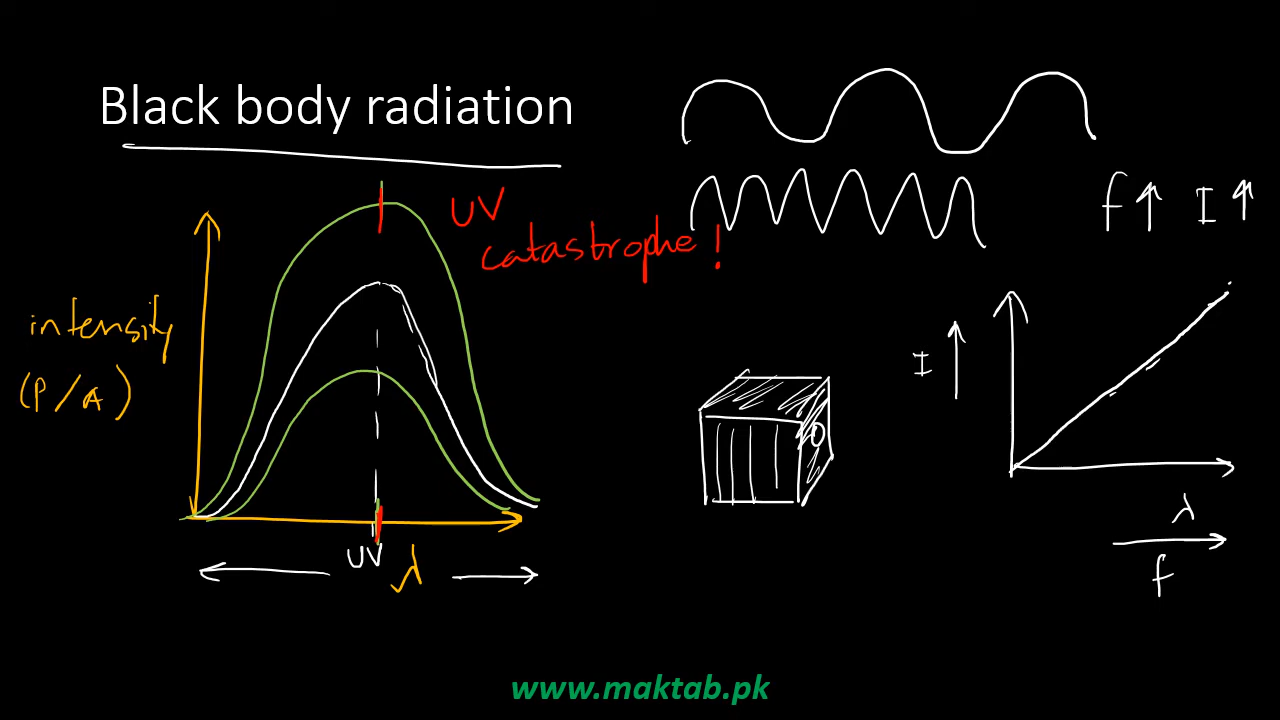 Black body radiation
UV
catastrophe!
f↑ I↑
intensity
(P/A)
I ↑
UV
λ
λ
f
www.maktab.pk